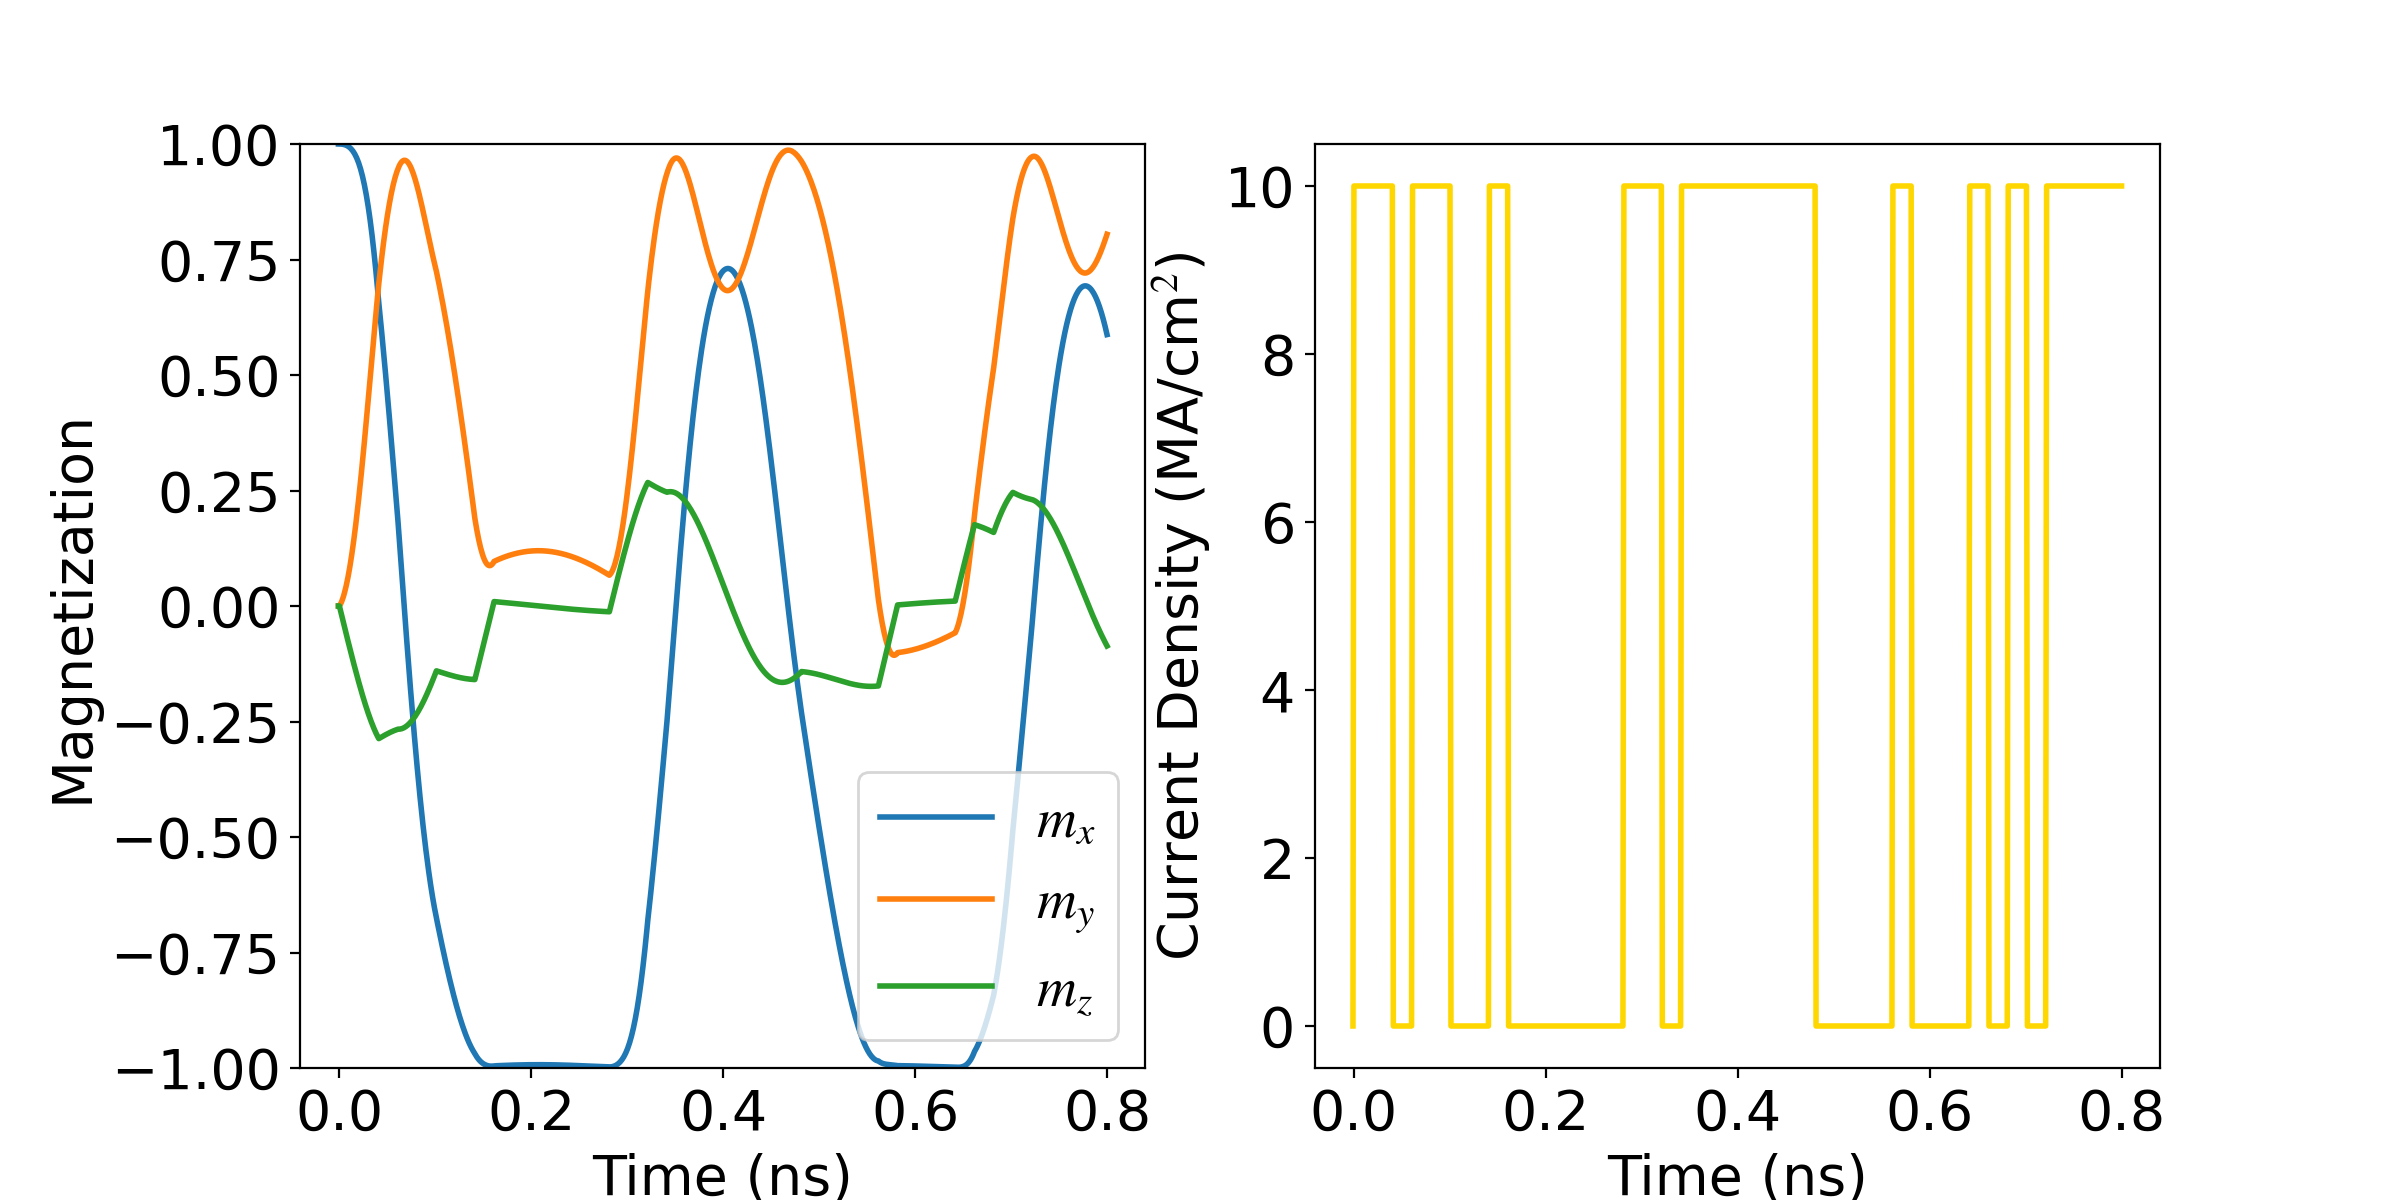 Magnetization
1.00
0.75
0.50
0.25
0.00
−0.25
−0.50
−0.75
−1.00
0.0 0.2 0.4 0.6 0.8
Time (ns)
m_x
m_y
m_z
Current Density (MA/cm²)
10
8
6
4
2
0
0.0 0.2 0.4 0.6 0.8
Time (ns)